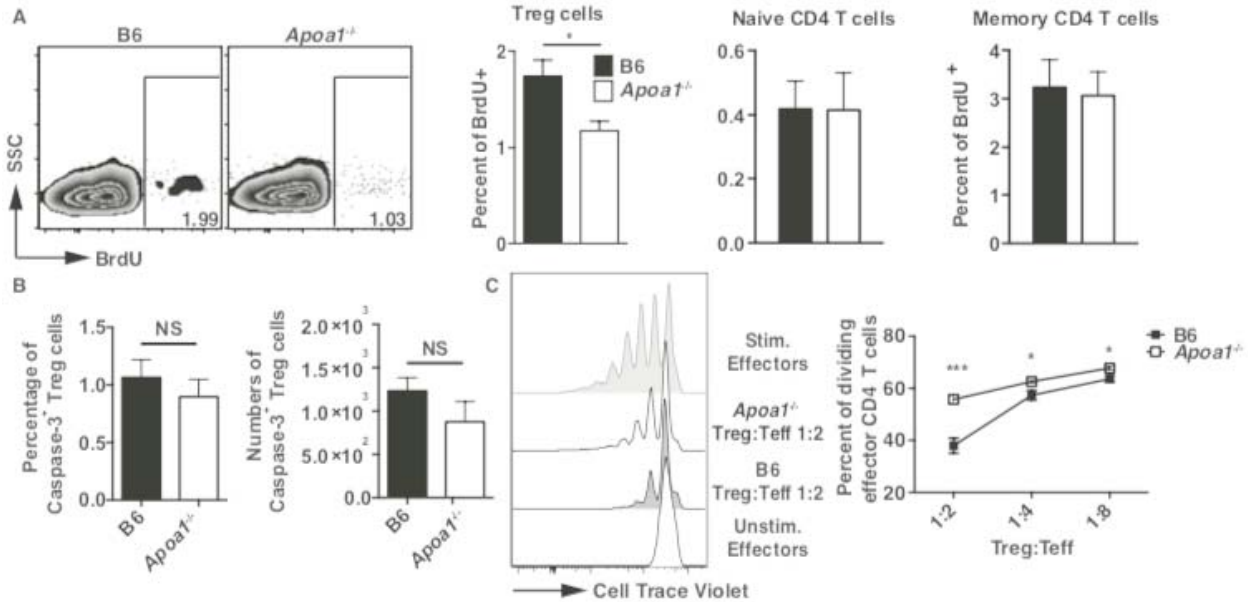 A
B6
Apoa1-/-
SSC
1.99
1.03
BrdU
Treg cells
Percent of BrdU+
2
1
0
*
B6
Apoa1-/-
Naive CD4 T cells
0.6
0.4
0.2
0.0
Memory CD4 T cells
Percent of BrdU+
4
3
2
1
0
B
Percentage of
Caspase-3+ Treg cells
1.5
1.0
0.5
0.0
NS
B6
Apoa1-/-
Numbers of
Caspase-3+ Treg cells
2.0×10 3
1.5×10 3
1.0×10 3
5.0×10 2
0.0
NS
B6
Apoa1-/-
C
Stim.
Effectors
Apoa1-/-
Treg:Teff 1:2
B6
Treg:Teff 1:2
Unstim.
Effectors
Cell Trace Violet
Percent of dividing
effector CD4 T cells
80
60
40
20
***
*
*
B6
Apoa1-/-
1:2
1:4
1:8
Treg:Teff